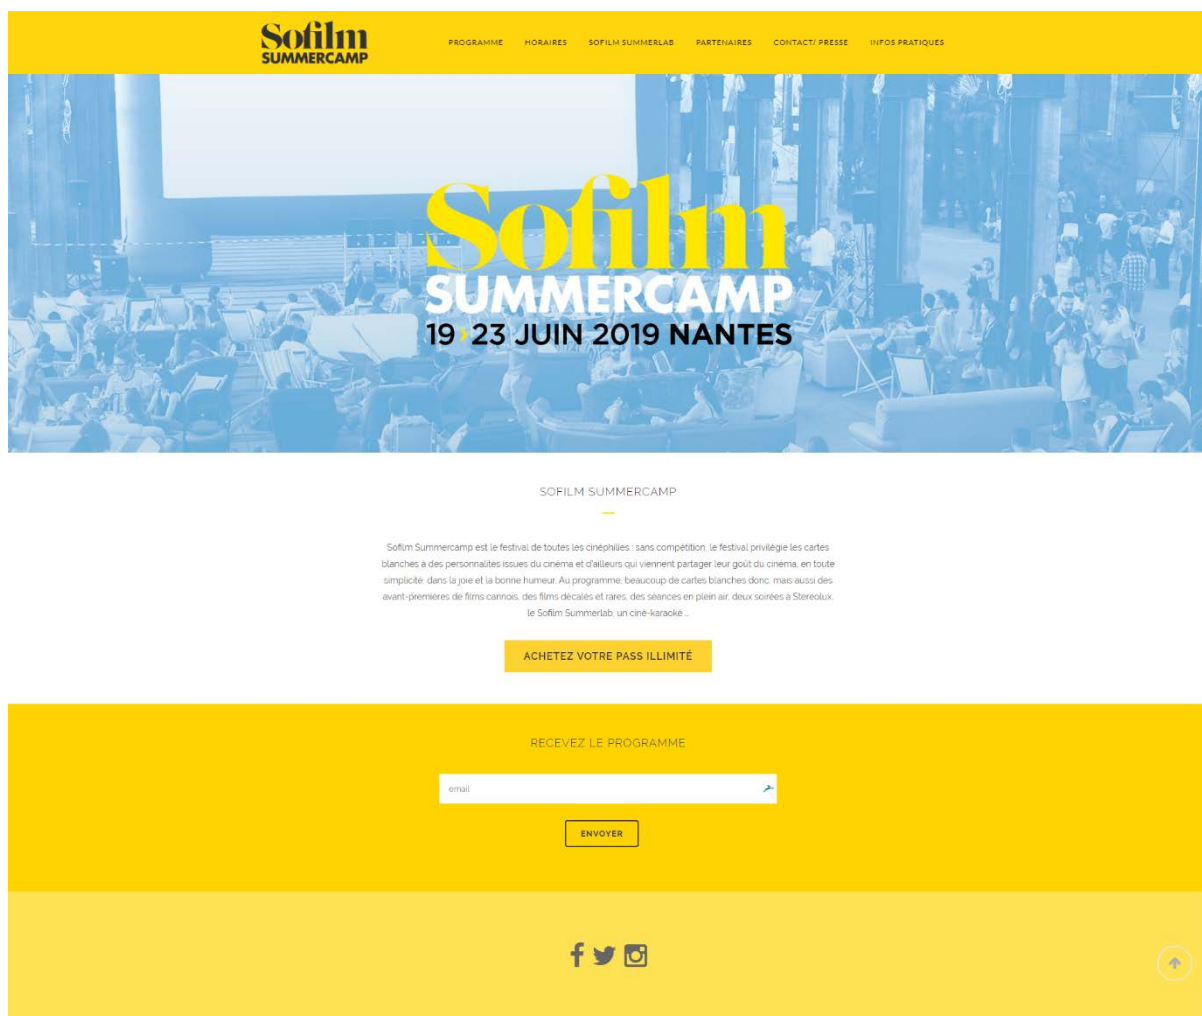 Sofilm
SUMMERCAMP
PROGRAMME HORAIRES SOFILM SUMMERLAB PARTENAIRES CONTACT/ PRESSE INFOS PRATIQUES
Sofilm
SUMMERCAMP
19>23 JUIN 2019 NANTES
SOFILM SUMMERCAMP
Sofilm Summercamp est le festival de toutes les cinéphilies : sans compétition, le festival privilégie les cartes
blanches à des personnalités issues du cinéma et d'ailleurs qui viennent partager leur goût du cinéma, en toute
simplicité, dans la joie et la bonne humeur. Au programme, beaucoup de cartes blanches donc, mais aussi des
avant-premières de films cannois, des films décalés et rares, des séances en plein air, deux soirées à Stereolux,
le Sofilm Summerlab, un ciné-karaoké ...
ACHETEZ VOTRE PASS ILLIMITÉ
RECEVEZ LE PROGRAMME
email
ENVOYER